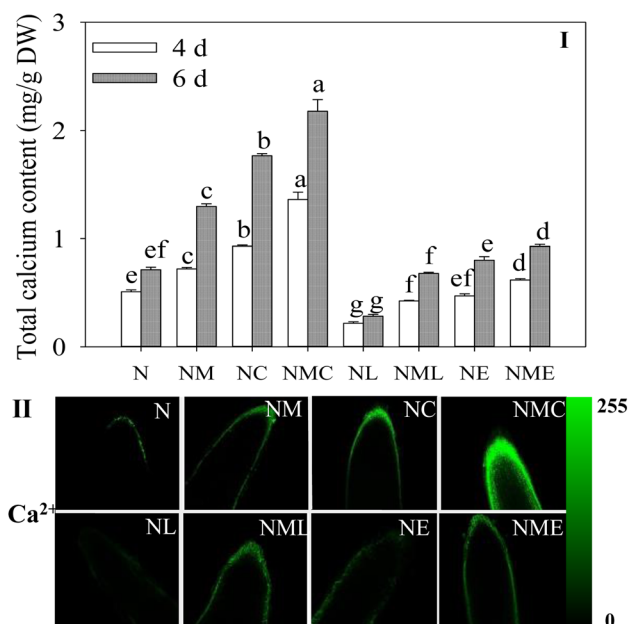 Total calcium content (mg/g DW)
3
2
1
0
4 d
6 d
I
e
ef
c
c
b
b
a
a
g
g
f
f
ef
e
d
d
N
NM
NC
NMC
NL
NML
NE
NME
II
Ca²⁺
N
NM
NC
NMC
NL
NML
NE
NME
255
0